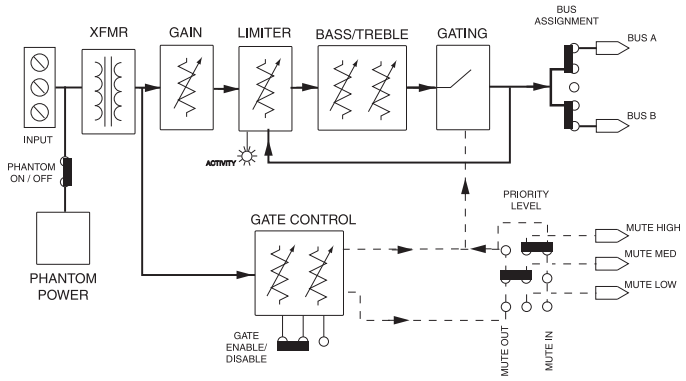 BUS
ASSIGNMENT
XFMR
GAIN
LIMITER
BASS/TREBLE
GATING
BUS A
BUS B
INPUT
ACTIVITY
PHANTOM
ON / OFF
PHANTOM
POWER
GATE CONTROL
GATE
ENABLE/
DISABLE
PRIORITY
LEVEL
MUTE HIGH
MUTE MED
MUTE LOW
MUTE OUT
MUTE IN